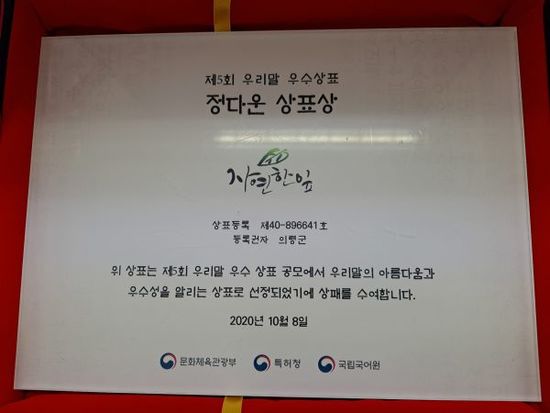 제5회 우리말 우수상표
정다운 상표상
자연한잎
상표등록 제40-896641호
등록권자 의령군
위 상표는 제5회 우리말 우수 상표 공모에서 우리말의 아름다움과
우수성을 알리는 상표로 선정되었기에 상패를 수여합니다.
2020년 10월 8일
문화체육관광부 특허청 국립국어원